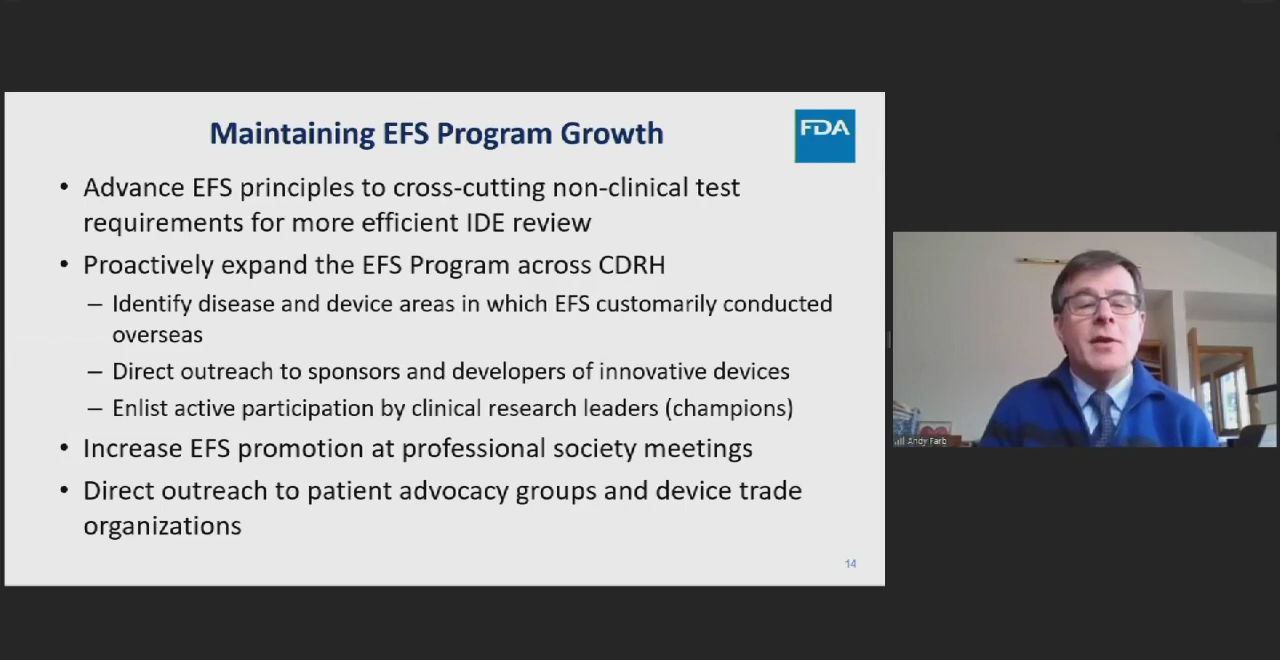 Maintaining EFS Program Growth
FDA
• Advance EFS principles to cross-cutting non-clinical test
requirements for more efficient IDE review
• Proactively expand the EFS Program across CDRH
– Identify disease and device areas in which EFS customarily conducted
overseas
– Direct outreach to sponsors and developers of innovative devices
– Enlist active participation by clinical research leaders (champions)
• Increase EFS promotion at professional society meetings
• Direct outreach to patient advocacy groups and device trade
organizations
14
Andy Farb